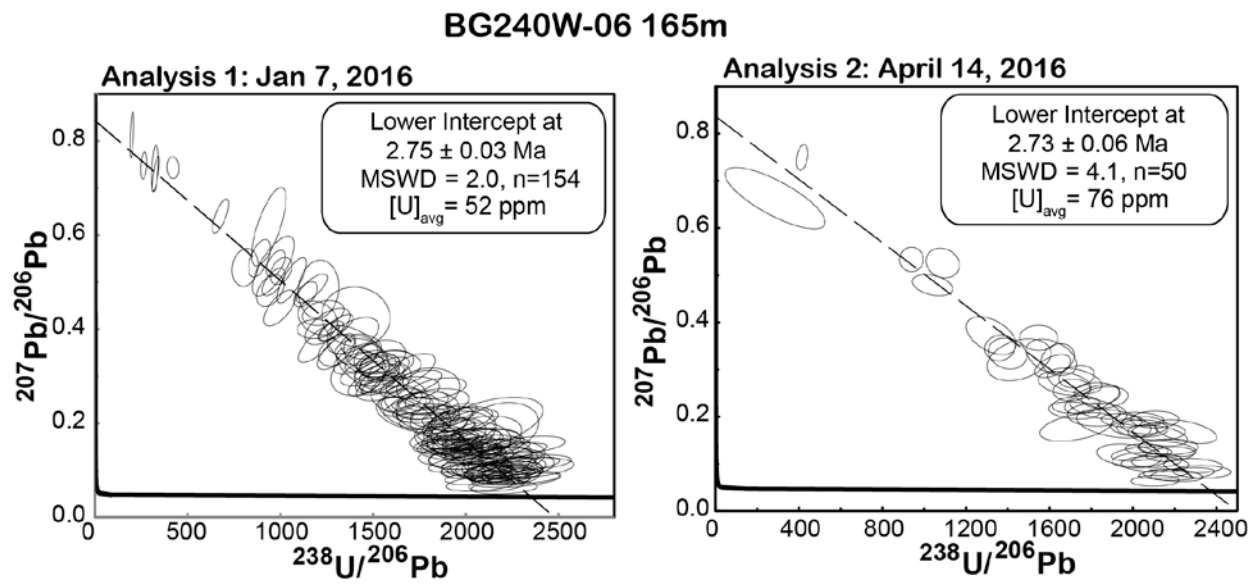 BG240W-06 165m
Analysis 1: Jan 7, 2016
Lower Intercept at
2.75 ± 0.03 Ma
MSWD = 2.0, n=154
[U]avg= 52 ppm
207Pb/206Pb
0.8
0.6
0.4
0.2
0.0
0 500 1000 1500 2000 2500
238U/206Pb
Analysis 2: April 14, 2016
Lower Intercept at
2.73 ± 0.06 Ma
MSWD = 4.1, n=50
[U]avg= 76 ppm
207Pb/206Pb
0.8
0.6
0.4
0.2
0.0
0 400 800 1200 1600 2000 2400
238U/206Pb